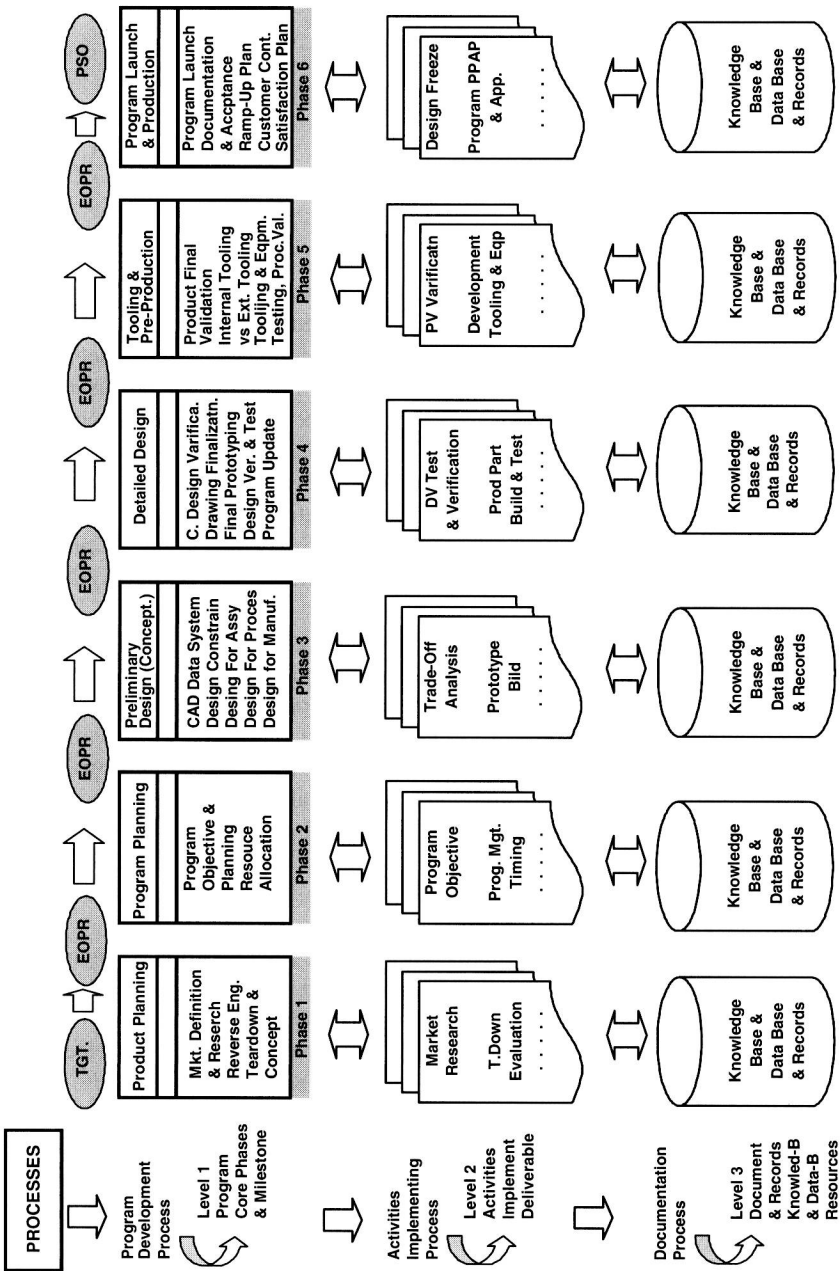 PROCESSES
TGT.
EOPR
EOPR
EOPR
EOPR
EOPR
PSO
Program
Development
Process
Level 1
Program
Core Phases
& Milestone
Product Planning
Mkt. Definition
& Reserch
Reverse Eng.
Teardown &
Concept
Phase 1
Program Planning
Program
Objective &
Planning
Resouce
Allocation
Phase 2
Preliminary
Design (Concept.)
CAD Data System
Design Constrain
Desing For Assy
Design For Proces
Design for Manuf.
Phase 3
Detailed Design
C. Design Varifica.
Drawing Finalizatn.
Final Prototyping
Design Ver. & Test
Program Update
Phase 4
Tooling &
Pre-Production
Product Final
Validation
Internal Tooling
vs Ext. Tooling
Toolijng & Eqpm.
Testing, Proc.Val.
Phase 5
Program Launch
& Production
Program Launch
Documentation
& Accptance
Ramp-Up Plan
Customer Cont.
Satisfaction Plan
Phase 6
Activities
Implementing
Process
Level 2
Activities
Implement
Deliverable
Market
Research
T.Down
Evaluation
. . . . .
Program
Objective
Prog. Mgt.
Timing
. . . . .
Trade-Off
Analysis
Prototype
Bild
. . . . .
DV Test
& Verification
Prod Part
Build & Test
. . . . .
PV Varificatn
Development
Tooling & Eqp
. . . . .
Design Freeze
Program PPAP
& App.
. . . . .
Documentation
Process
Level 3
Document
& Records
Knowled-B
& Data-B
Resources
Knowledge
Base &
Data Base
& Records
Knowledge
Base &
Data Base
& Records
Knowledge
Base &
Data Base
& Records
Knowledge
Base &
Data Base
& Records
Knowledge
Base &
Data Base
& Records
Knowledge
Base &
Data Base
& Records